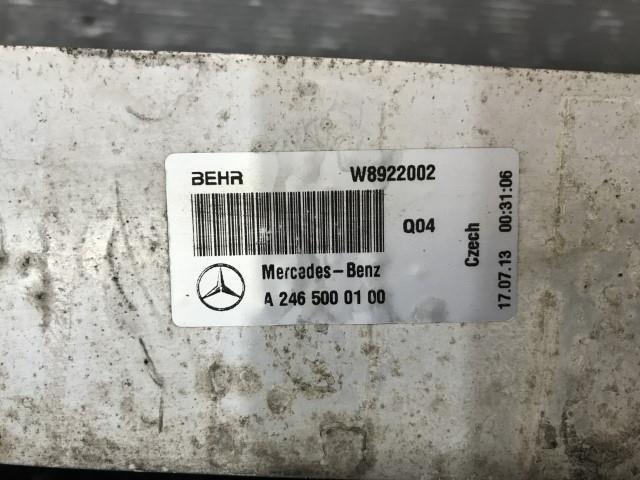 BEHR W8922002
Q04
Mercedes-Benz
A 246 500 01 00
Czech
17.07.13 00:31:06